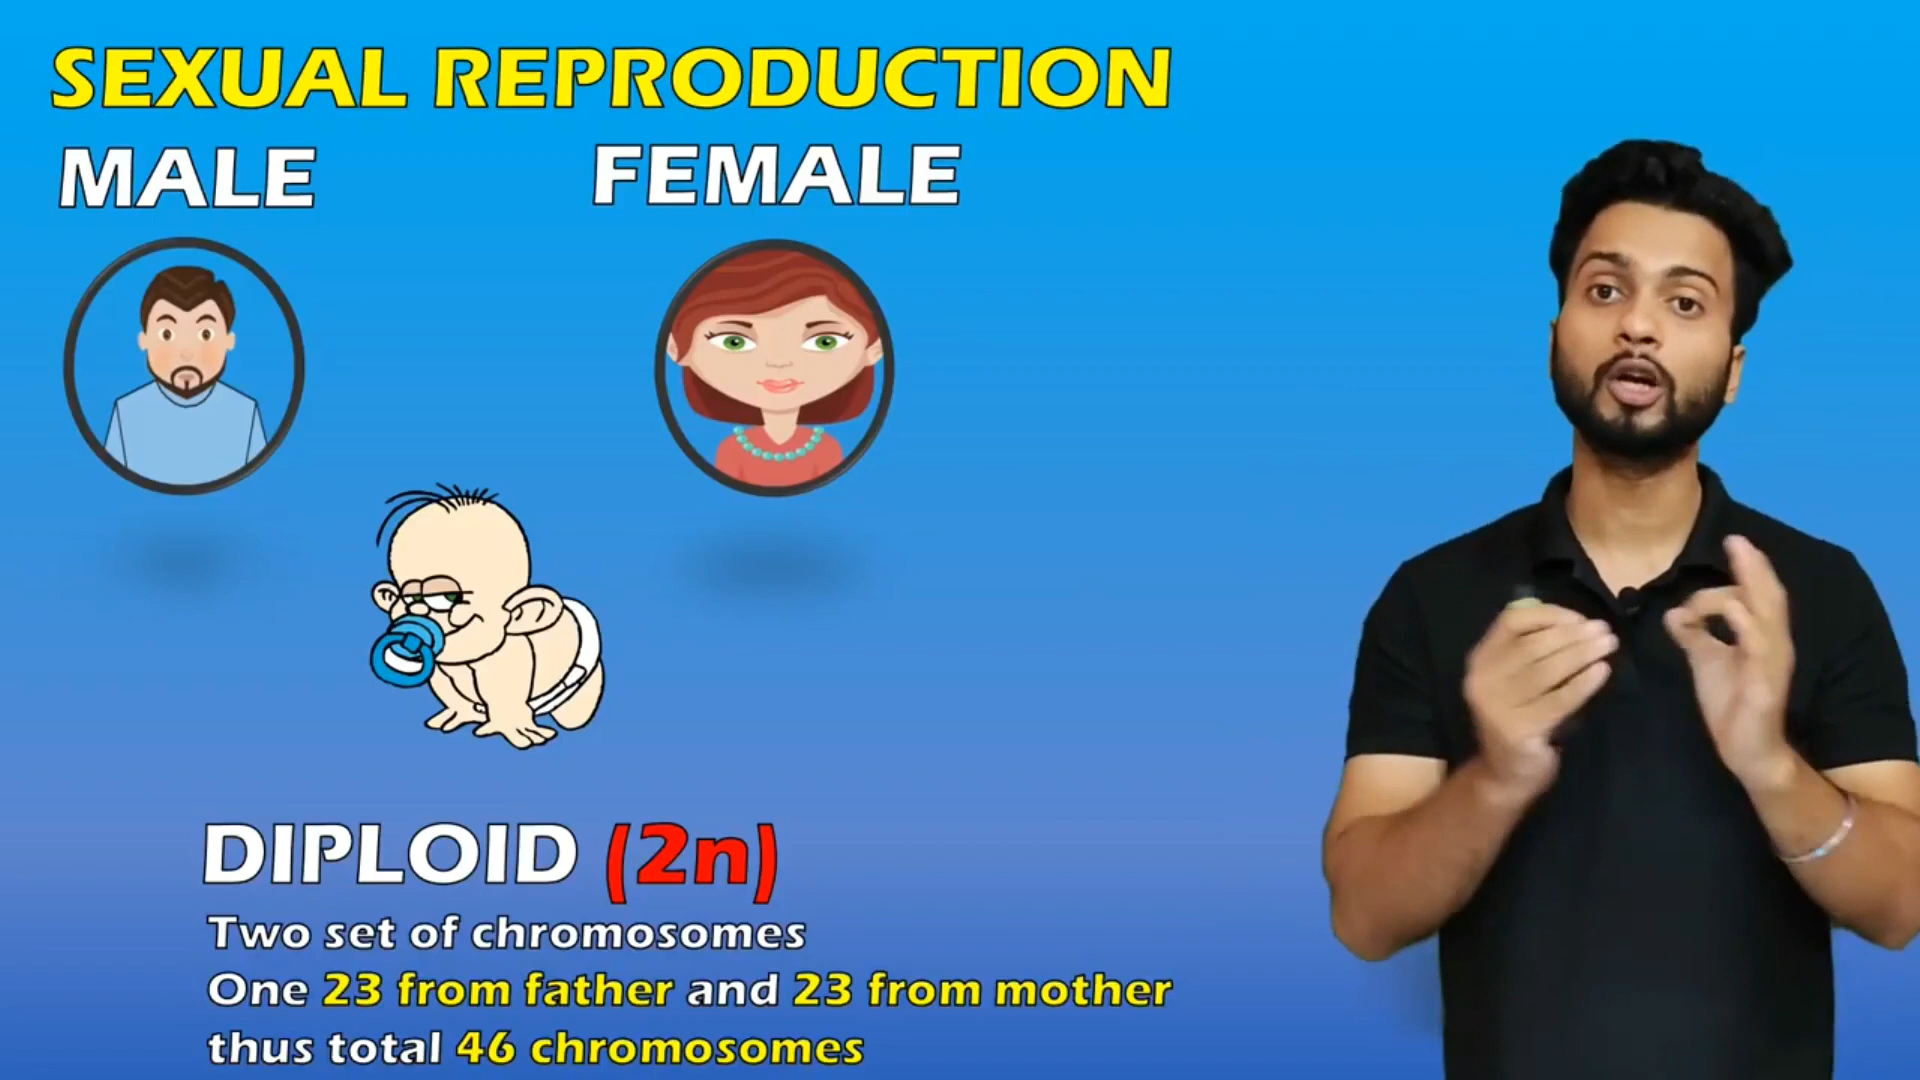 SEXUAL REPRODUCTION
MALE FEMALE
DIPLOID (2n)
Two set of chromosomes
One 23 from father and 23 from mother
thus total 46 chromosomes